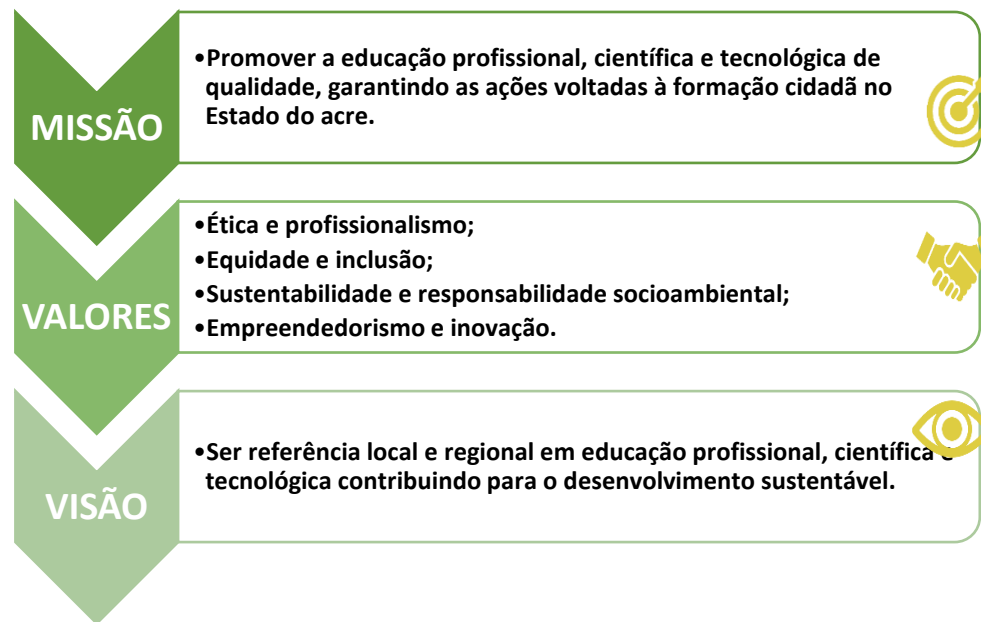 MISSÃO
•Promover a educação profissional, científica e tecnológica de
qualidade, garantindo as ações voltadas à formação cidadã no
Estado do acre.
VALORES
•Ética e profissionalismo;
•Equidade e inclusão;
•Sustentabilidade e responsabilidade socioambiental;
•Empreendedorismo e inovação.
VISÃO
•Ser referência local e regional em educação profissional, científica e
tecnológica contribuindo para o desenvolvimento sustentável.